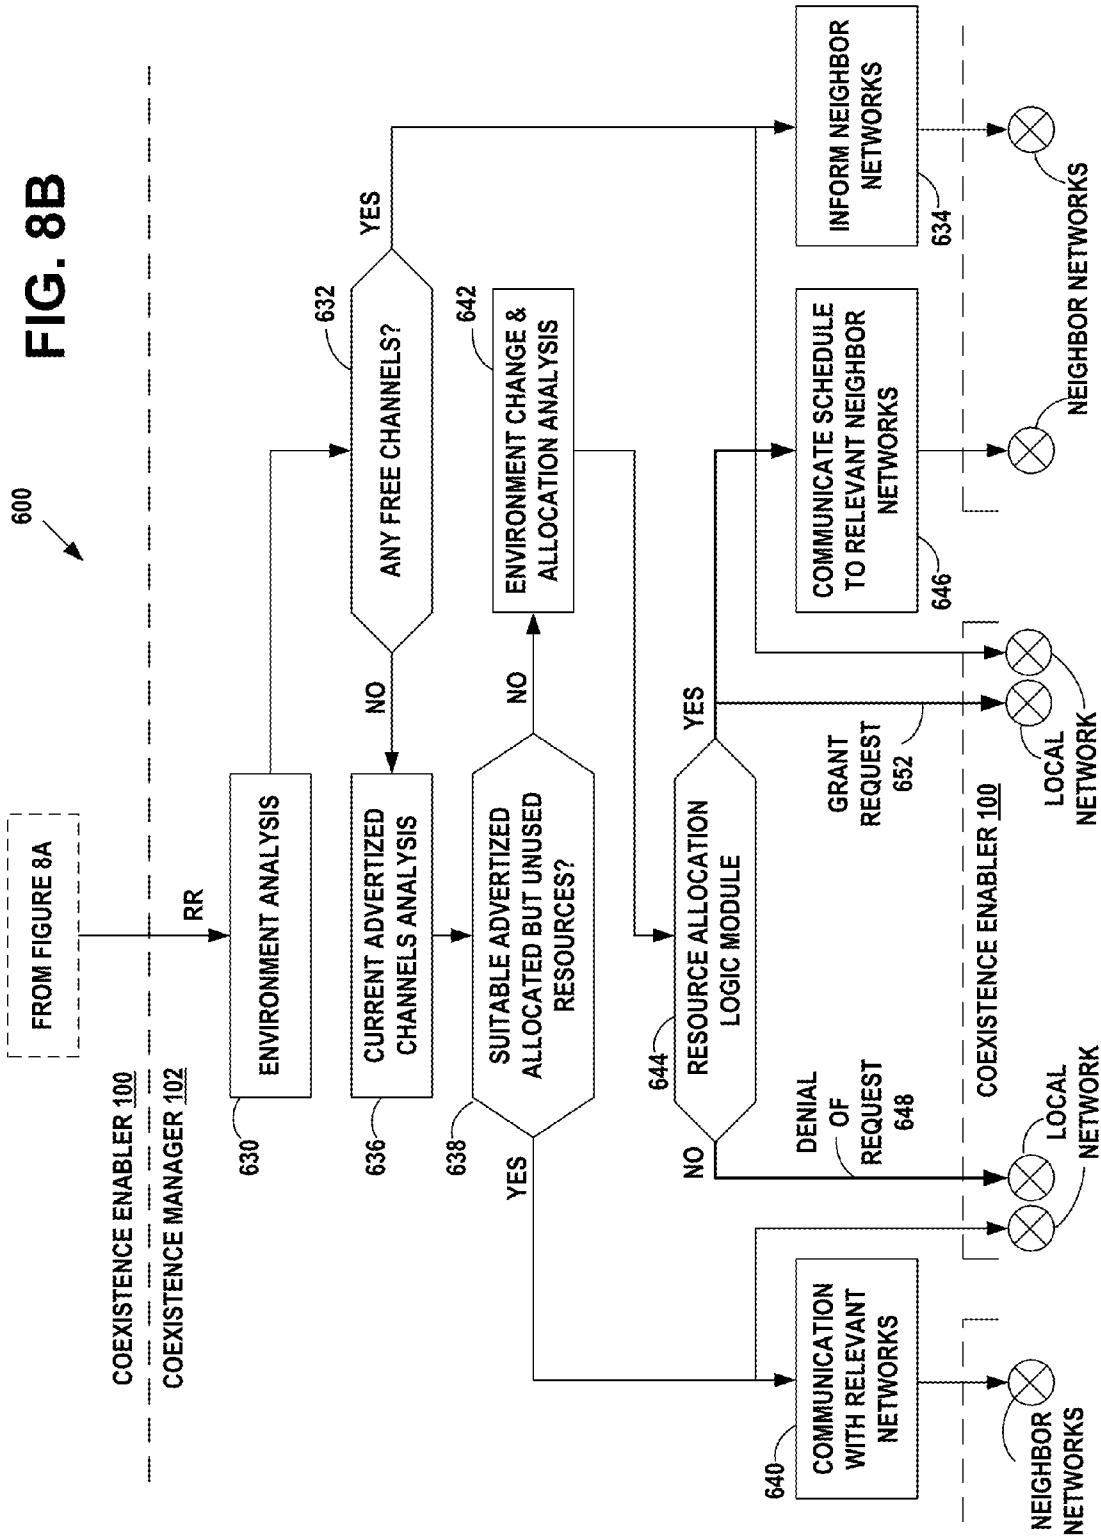 FIG. 8B
600
FROM FIGURE 8A
COEXISTENCE ENABLER 100
COEXISTENCE MANAGER 102
RR
ENVIRONMENT ANALYSIS
630
ANY FREE CHANNELS?
632
YES
NO
CURRENT ADVERTIZED
CHANNELS ANALYSIS
636
SUITABLE ADVERTIZED
ALLOCATED BUT UNUSED
RESOURCES?
638
YES
NO
ENVIRONMENT CHANGE &
ALLOCATION ANALYSIS
642
RESOURCE ALLOCATION
LOGIC MODULE
644
NO
YES
DENIAL
OF
REQUEST
648
GRANT
REQUEST
652
COMMUNICATION
WITH RELEVANT
NETWORKS
640
COMMUNICATE SCHEDULE
TO RELEVANT NEIGHBOR
NETWORKS
646
INFORM NEIGHBOR
NETWORKS
634
COEXISTENCE ENABLER 100
NEIGHBOR
NETWORKS
LOCAL
NETWORK
LOCAL
NETWORK
NEIGHBOR NETWORKS